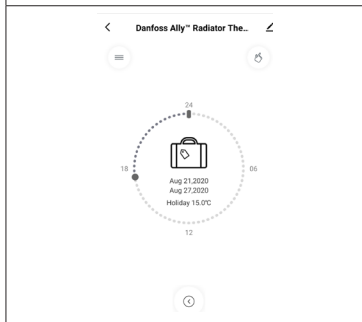 Danfoss Ally™ Radiator The..
24
18
06
Aug 21,2020
Aug 27,2020
Holiday 15.0°C
12